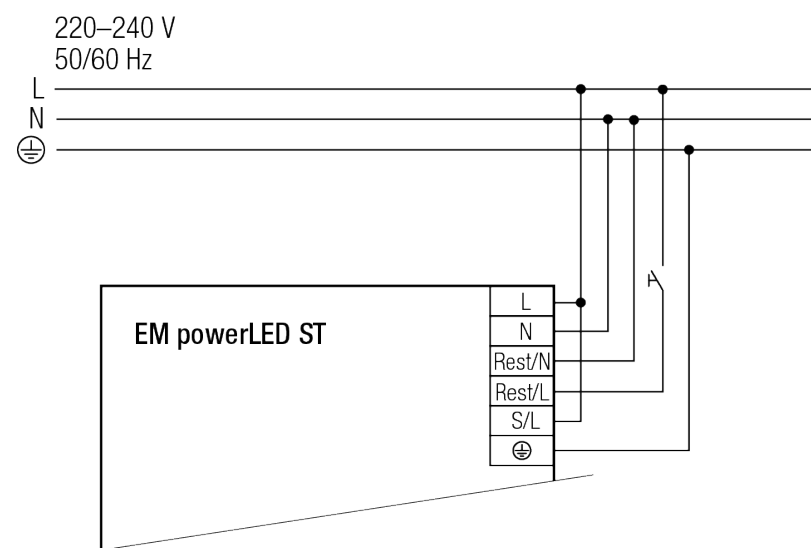 220–240 V
50/60 Hz
L
N
EM powerLED ST
L
N
Rest/N
Rest/L
S/L